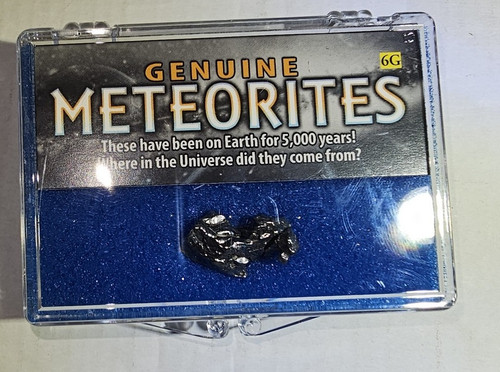 GENUINE
6G
METEORITES
These have been on Earth for 5,000 years!
Where in the Universe did they come from?